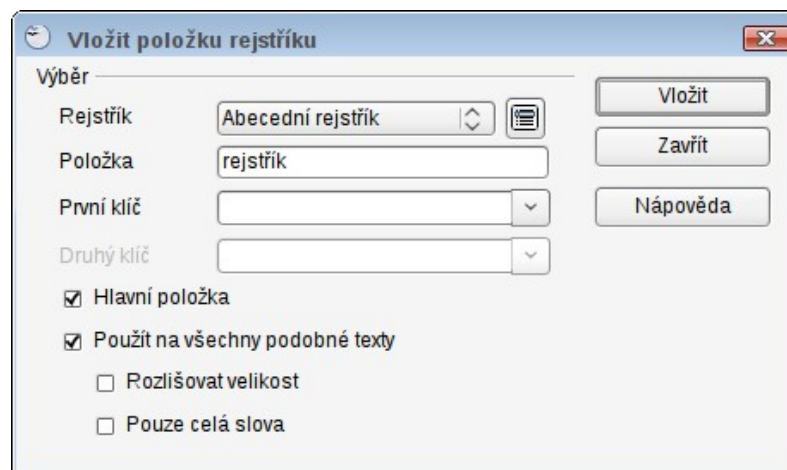 Vložit položku rejstříku
Výběr
Rejstřík
Abecední rejstřík
Vložit
Položka
rejstřík
Zavřít
První klíč
Nápověda
Druhý klíč
Hlavní položka
Použít na všechny podobné texty
Rozlišovat velikost
Pouze celá slova